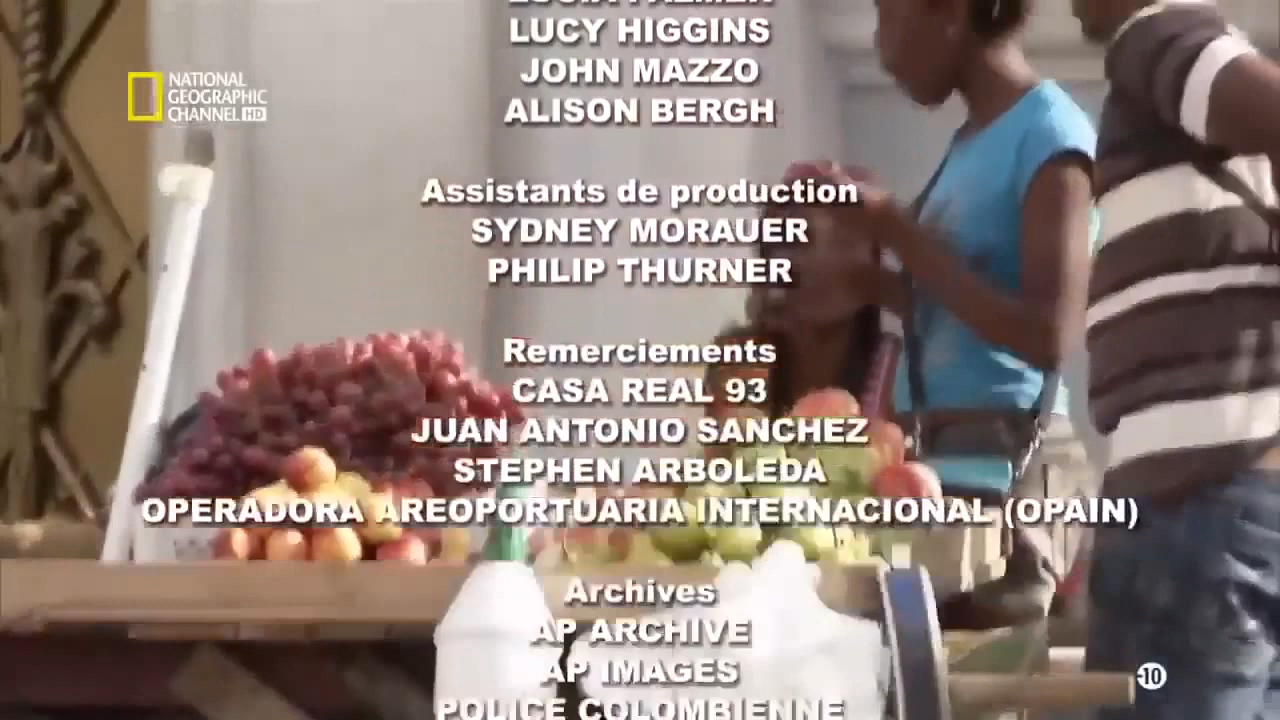 LUCIA PALMER
LUCY HIGGINS
JOHN MAZZO
ALISON BERGH
NATIONAL
GEOGRAPHIC
CHANNEL HD
Assistants de production
SYDNEY MORAUER
PHILIP THURNER
Remerciements
CASA REAL 93
JUAN ANTONIO SANCHEZ
STEPHEN ARBOLEDA
OPERADORA AREOPORTUARIA INTERNACIONAL (OPAIN)
Archives
AP ARCHIVE
AP IMAGES
POLICE COLOMBIENNE
-10